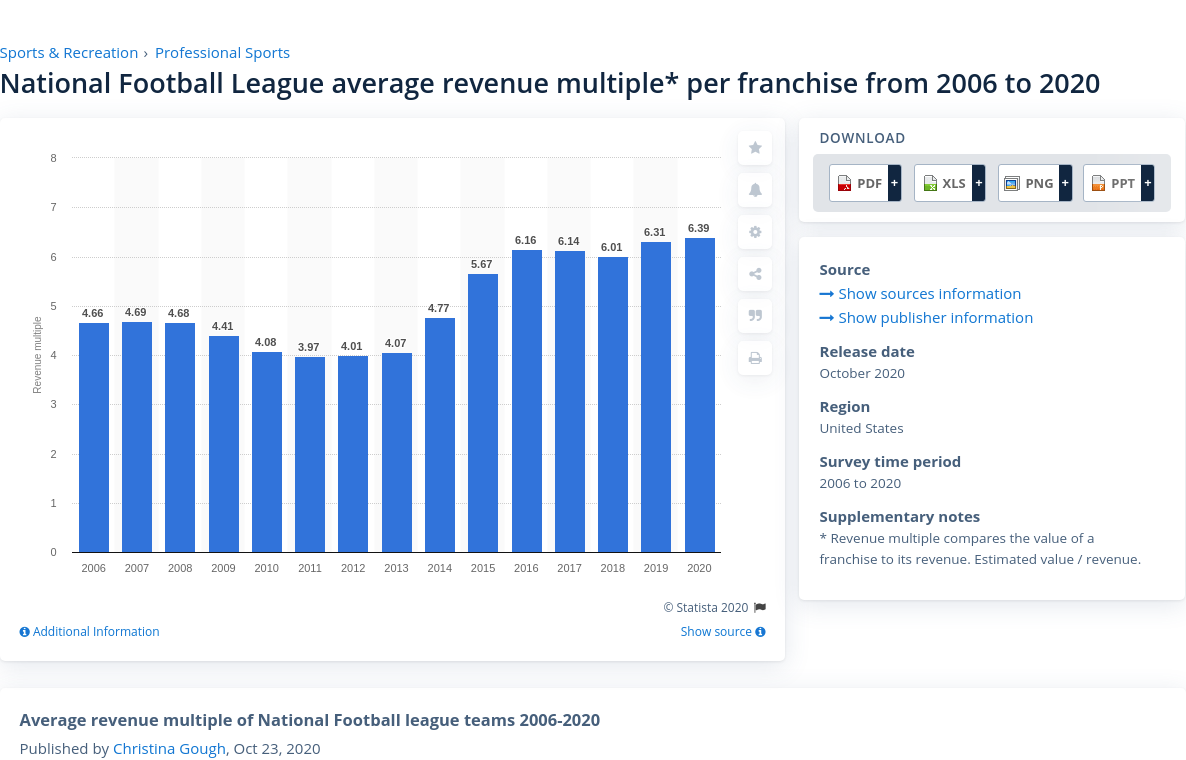 Sports & Recreation › Professional Sports
National Football League average revenue multiple* per franchise from 2006 to 2020
8
7
6
5
4
3
2
1
0
Revenue multiple
4.66
4.69
4.68
4.41
4.08
3.97
4.01
4.07
4.77
5.67
6.16
6.14
6.01
6.31
6.39
2006 2007 2008 2009 2010 2011 2012 2013 2014 2015 2016 2017 2018 2019 2020
© Statista 2020
Additional Information
Show source
DOWNLOAD
PDF + XLS + PNG + PPT +
Source
Show sources information
Show publisher information
Release date
October 2020
Region
United States
Survey time period
2006 to 2020
Supplementary notes
* Revenue multiple compares the value of a
franchise to its revenue. Estimated value / revenue.
Average revenue multiple of National Football league teams 2006-2020
Published by Christina Gough, Oct 23, 2020